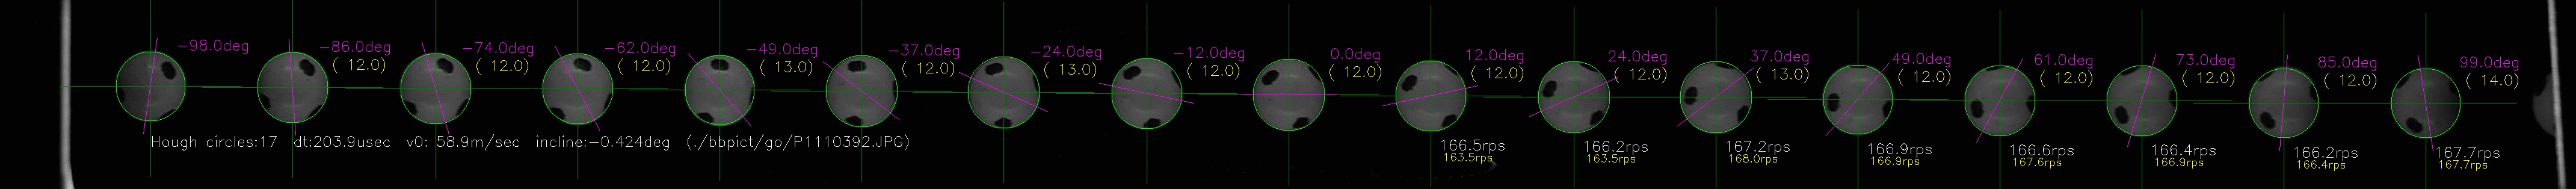 -98.0deg
-86.0deg
( 12.0)
-74.0deg
( 12.0)
-62.0deg
( 12.0)
-49.0deg
( 13.0)
-37.0deg
( 12.0)
-24.0deg
( 13.0)
-12.0deg
( 12.0)
0.0deg
( 12.0)
12.0deg
( 12.0)
24.0deg
( 12.0)
37.0deg
( 13.0)
49.0deg
( 12.0)
61.0deg
( 12.0)
73.0deg
( 12.0)
85.0deg
( 12.0)
99.0deg
( 14.0)
Hough circles:17 dt:203.9usec v0: 58.9m/sec incline:-0.424deg (./bbpict/go/P1110392.JPG)
166.5rps
163.5rps
166.2rps
163.5rps
167.2rps
168.0rps
166.9rps
166.9rps
166.6rps
167.6rps
166.4rps
166.9rps
166.2rps
166.4rps
167.7rps
167.7rps